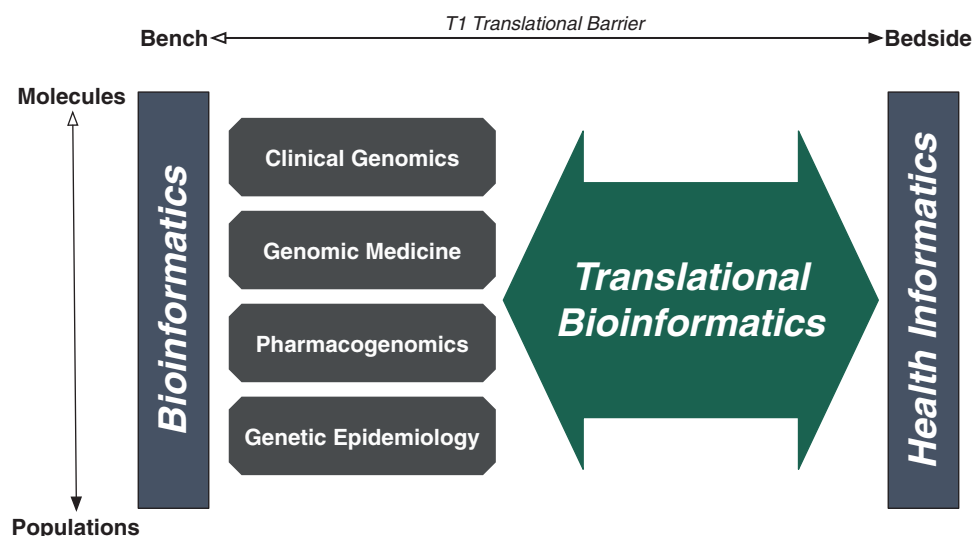 T1 Translational Barrier
Bench
Bedside
Molecules
Bioinformatics
Clinical Genomics
Genomic Medicine
Pharmacogenomics
Genetic Epidemiology
Translational
Bioinformatics
Health Informatics
Populations